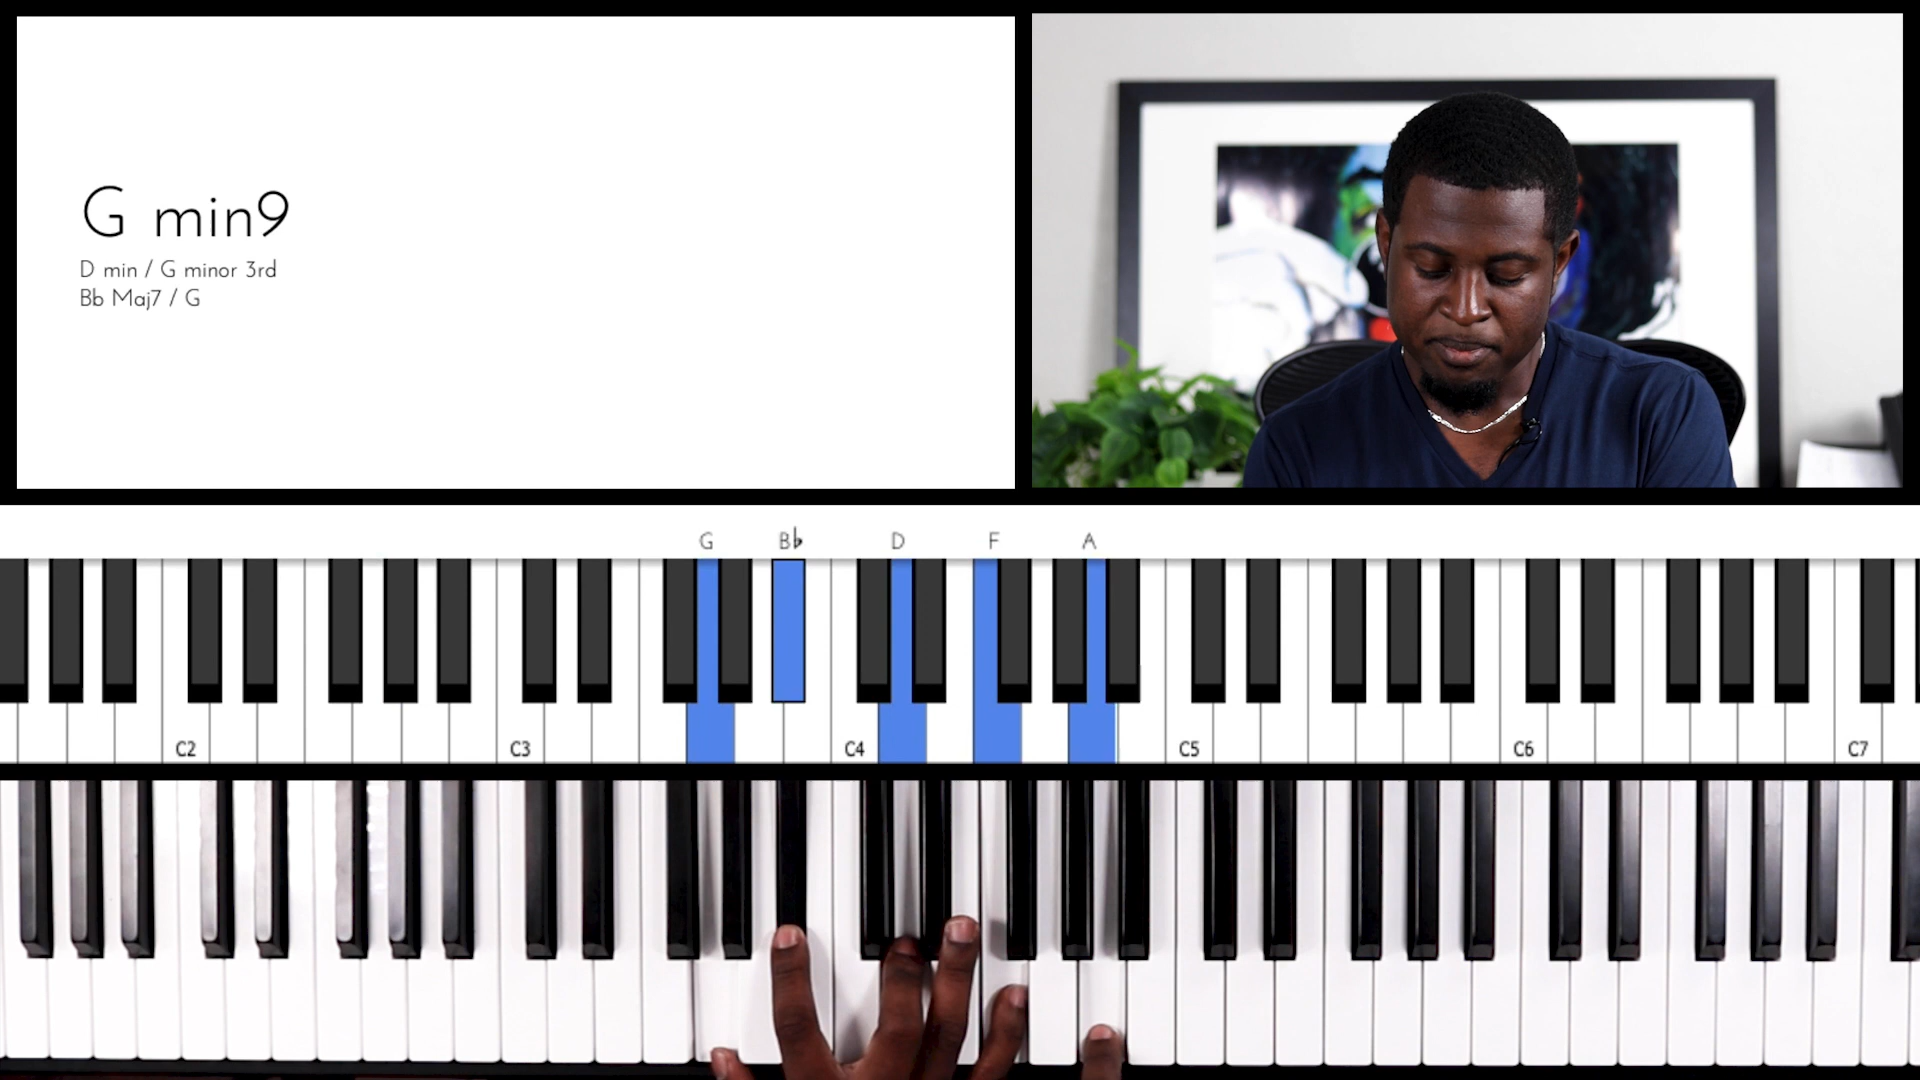 G min9
D min / G minor 3rd
Bb Maj7 / G
G B♭ D F A
C2 C3 C4 C5 C6 C7